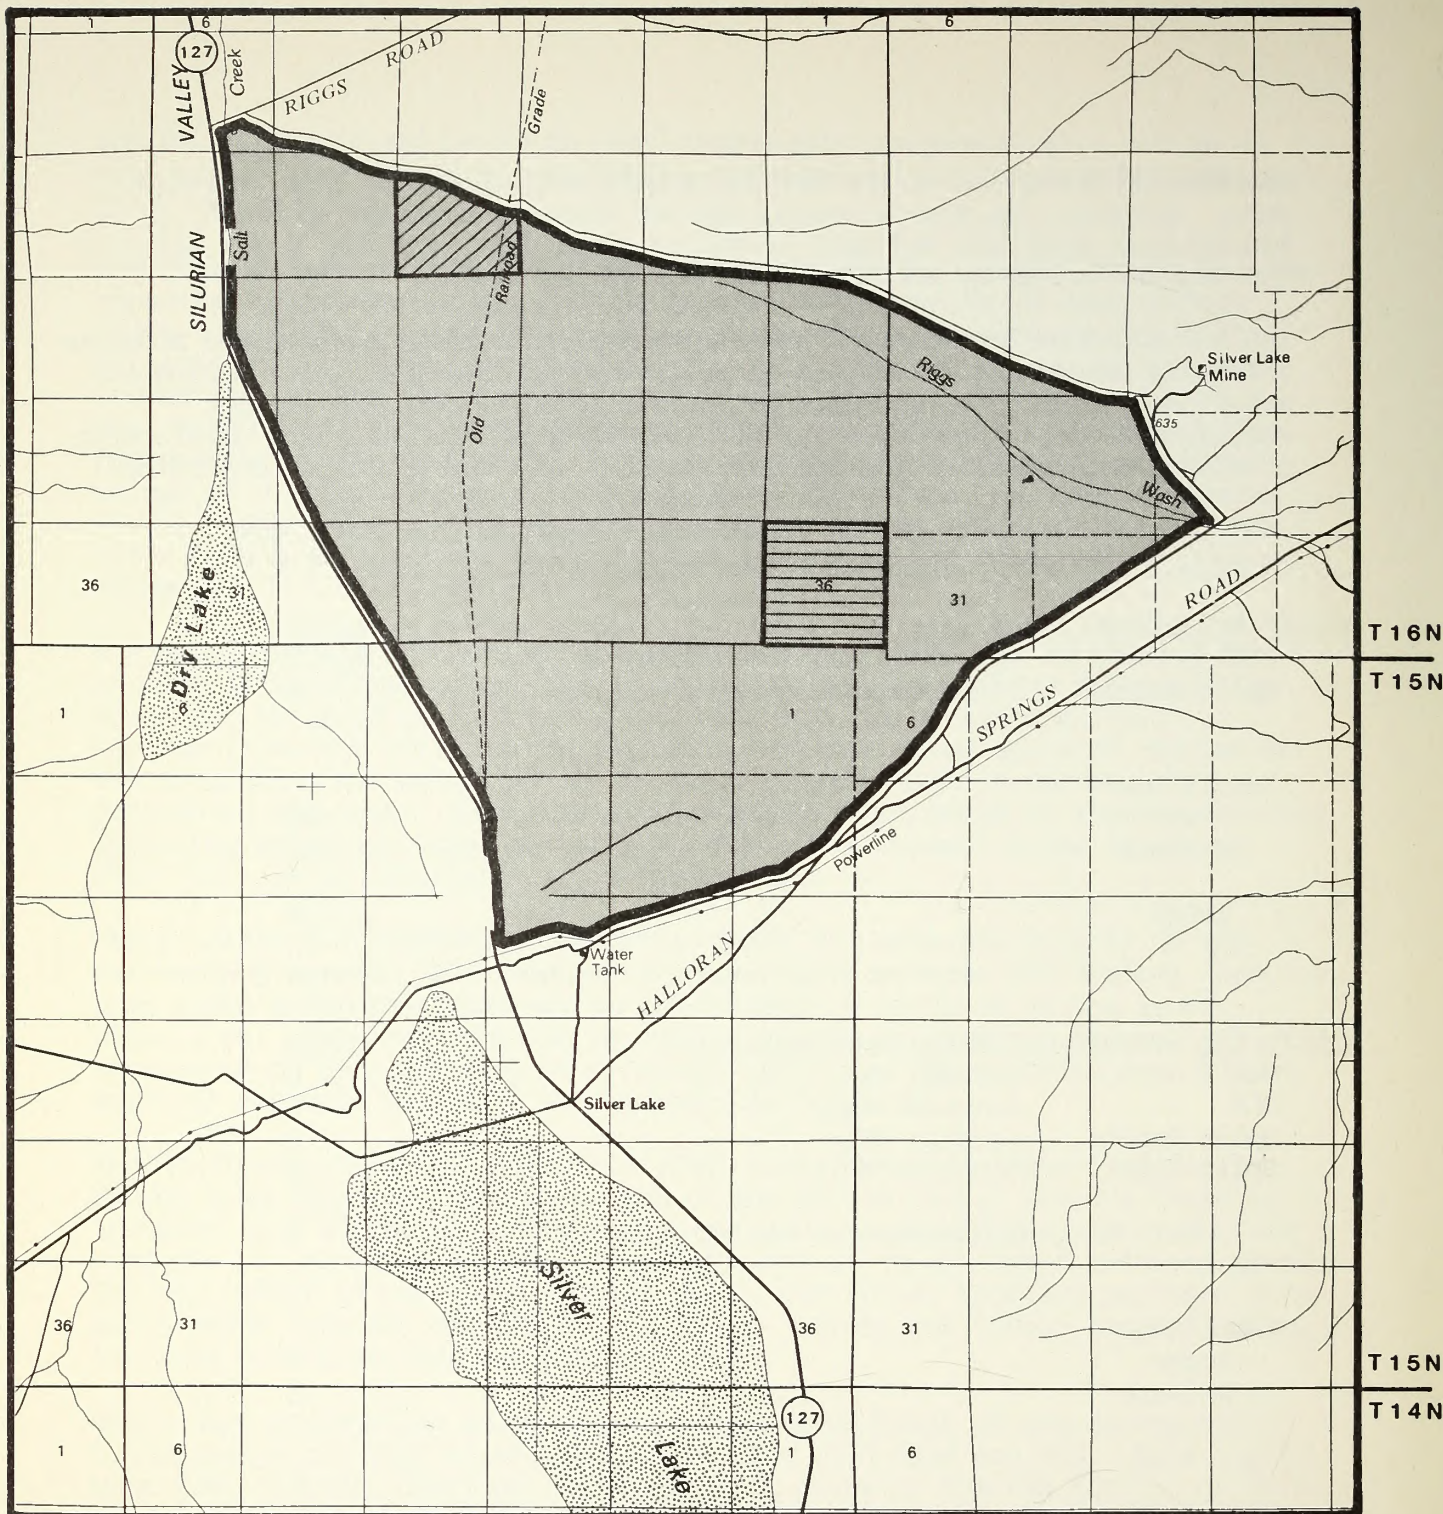 1
6
1
6
127
Creek
RIGGS ROAD
VALLEY
Grade
SILURIAN
Salt
Railroad
Silver Lake
Mine
Riggs
635
Old
Wash
36
31
36
31
ROAD
Dry Lake
T16N
T15N
1
1
6
SPRINGS
Powerline
HALLORAN
Water
Tank
Silver Lake
Silver
36
31
36
31
T15N
T14N
127
1
6
1
6
Lake